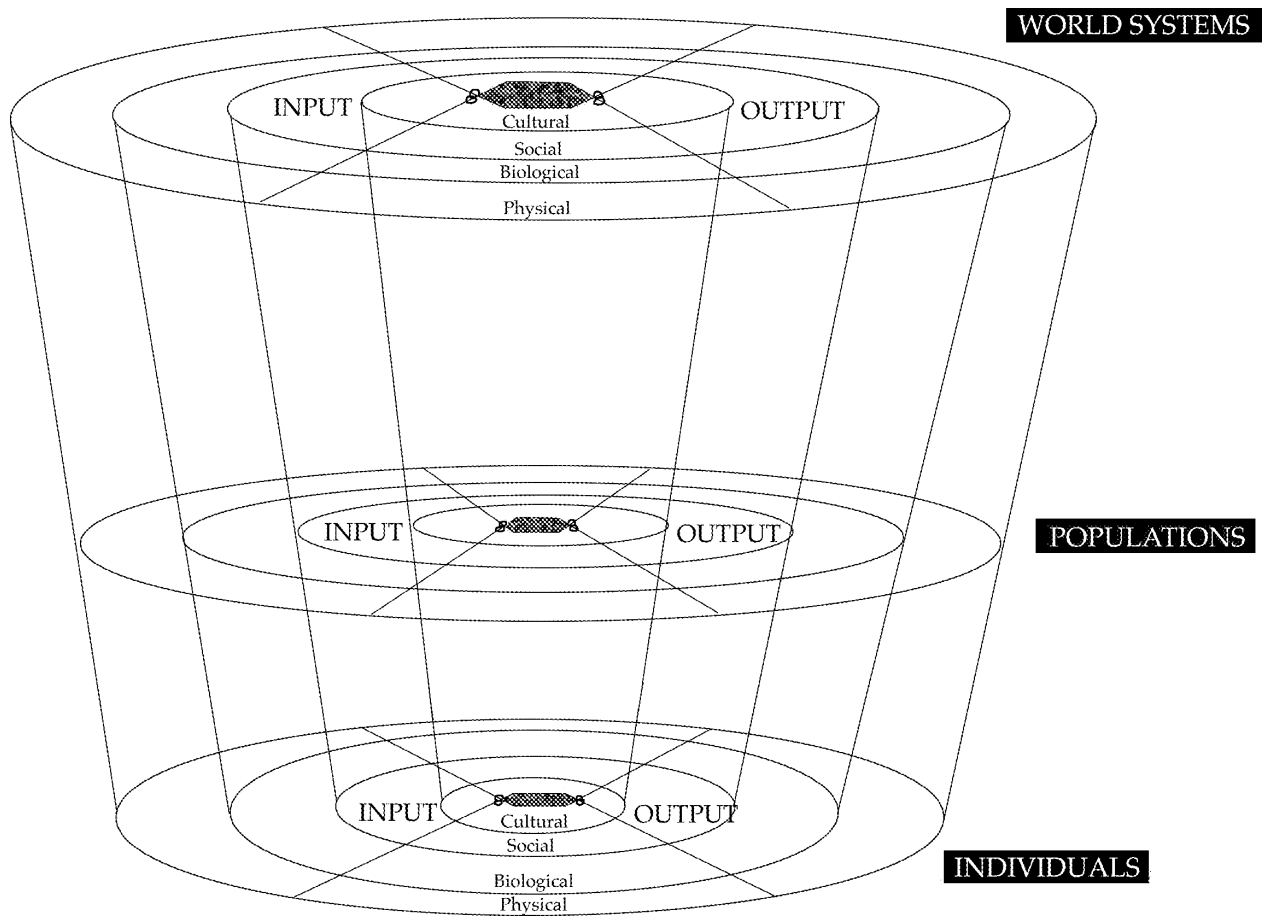 WORLD SYSTEMS
INPUT
OUTPUT
Cultural
Social
Biological
Physical
INPUT
OUTPUT
POPULATIONS
INPUT
OUTPUT
Cultural
Social
INDIVIDUALS
Biological
Physical